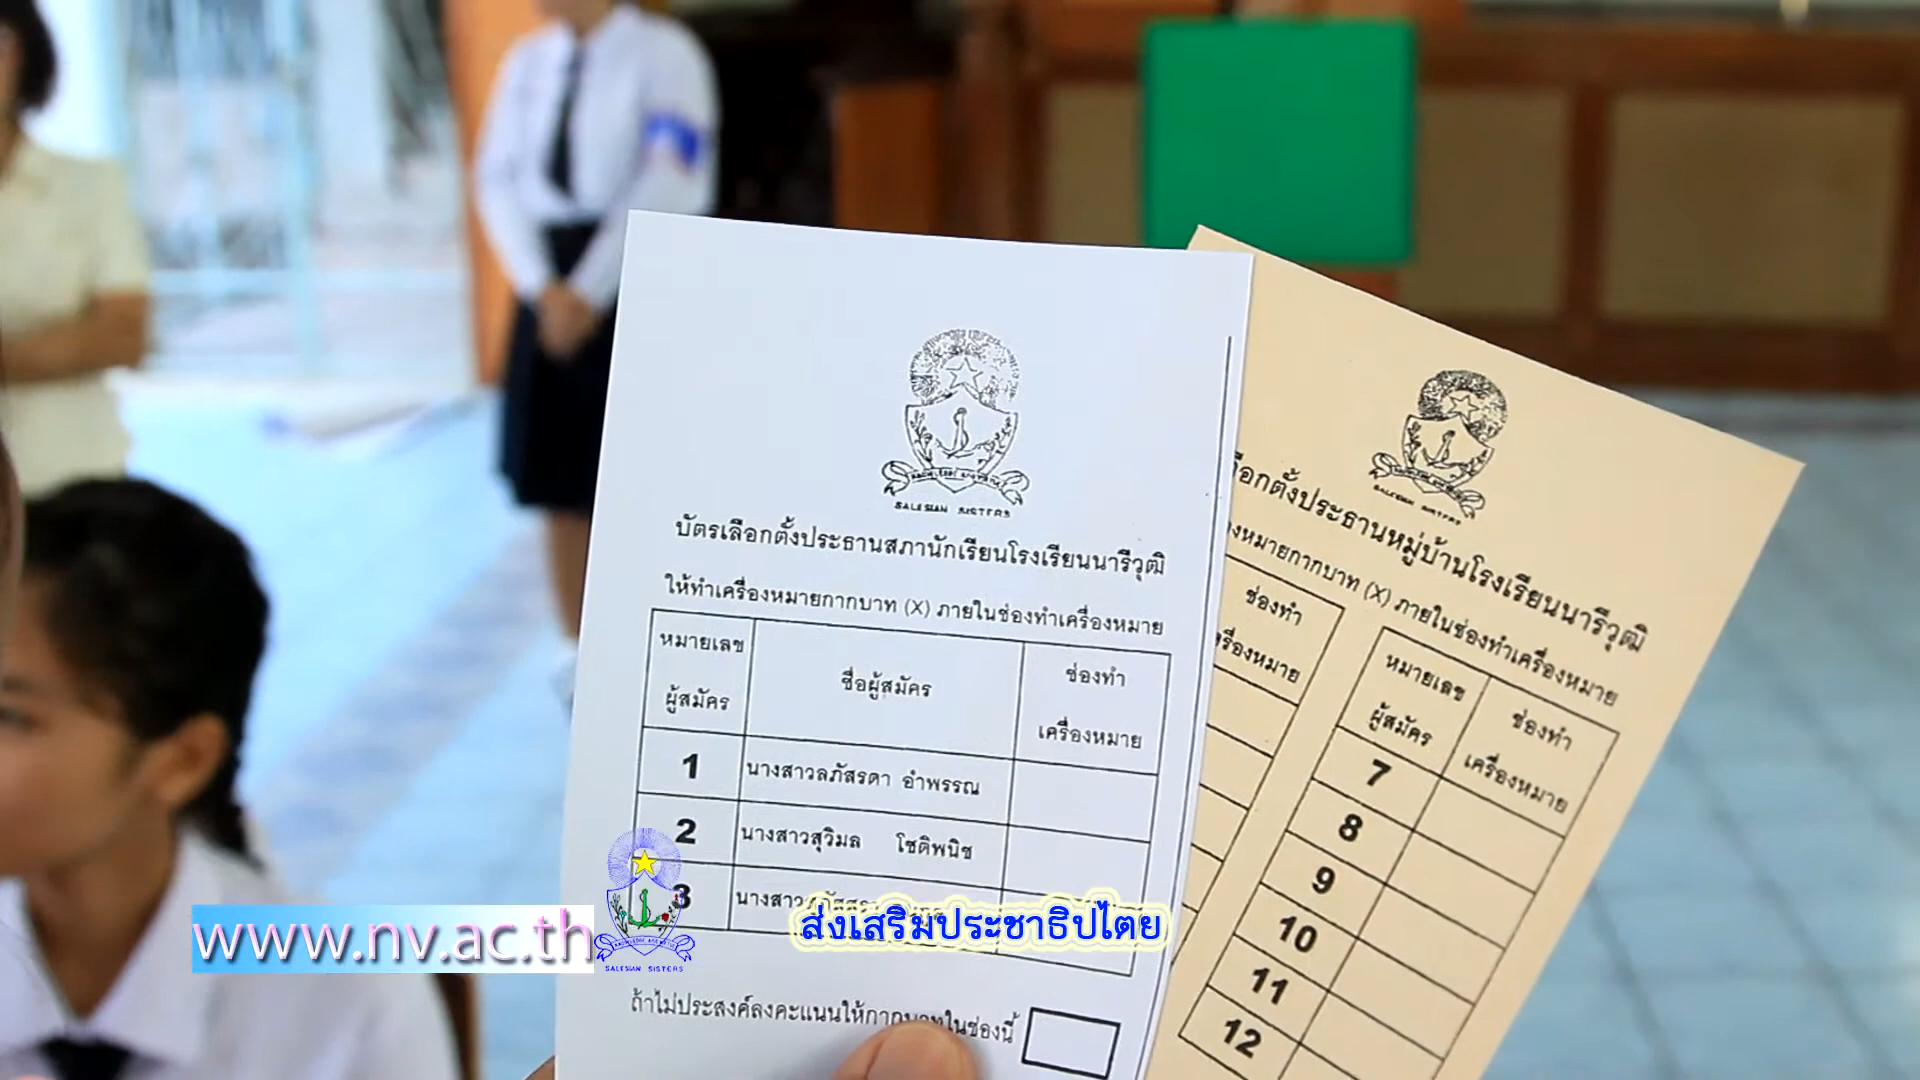 SALESIAN SISTERS
บัตรเลือกตั้งประธานสภานักเรียนโรงเรียนนารีวุฒิ
ให้ทำเครื่องหมายกากบาท (X) ภายในช่องทำเครื่องหมาย
หมายเลขผู้สมัคร ชื่อผู้สมัคร ช่องทำเครื่องหมาย
1 นางสาวลภัสรดา อำพรรณ
2 นางสาวสุวิมล โชติพนิช
3 นางสาว
ถ้าไม่ประสงค์ลงคะแนนให้กากบาทในช่องนี้
SALESIAN SISTERS
เลือกตั้งประธานหมู่บ้านโรงเรียนนารีวุฒิ
หมายกากบาท (X) ภายในช่องทำเครื่องหมาย
ช่องทำเครื่องหมาย หมายเลขผู้สมัคร ช่องทำเครื่องหมาย
7
8
9
10
11
12
www.nv.ac.th
SALESIAN SISTERS
ส่งเสริมประชาธิปไตย